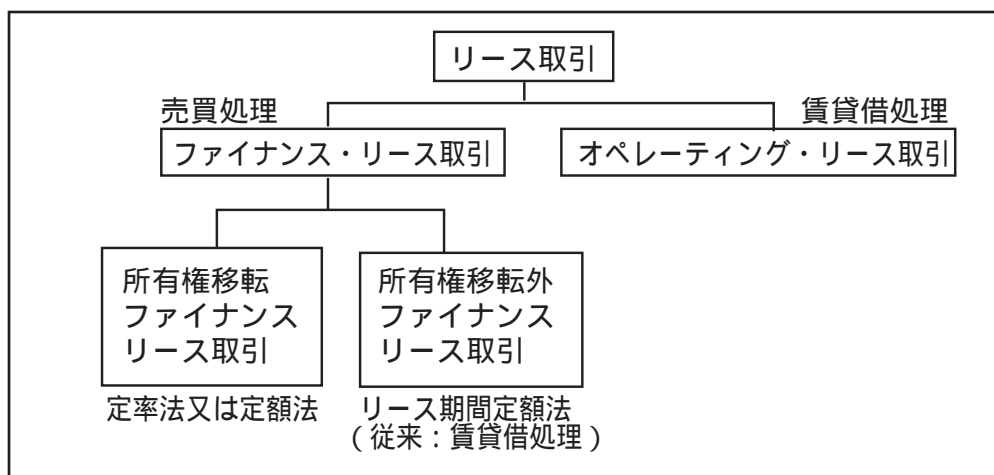 リース取引
売買処理
賃貸借処理
ファイナンス・リース取引
オペレーティング・リース取引
所有権移転
ファイナンス
リース取引
所有権移転外
ファイナンス
リース取引
定率法又は定額法
リース期間定額法
(従来:賃貸借処理)